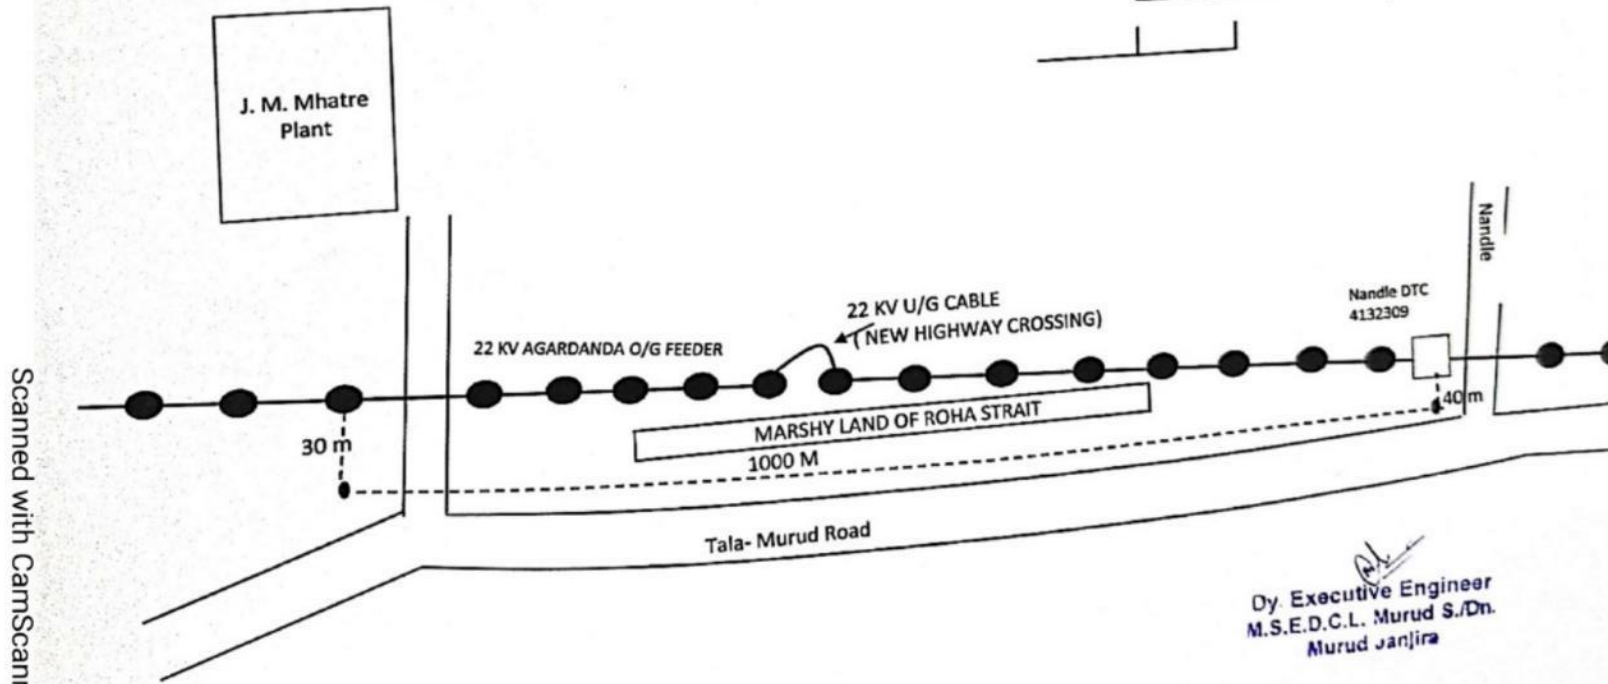 J. M. Mhatre
Plant
Nandle
Nandle DTC
4132309
22 KV U/G CABLE
( NEW HIGHWAY CROSSING)
22 KV AGARDANDA O/G FEEDER
40 m
MARSHY LAND OF ROHA STRAIT
30 m
1000 M
Tala- Murud Road
Dy. Executive Engineer
M.S.E.D.C.L. Murud S./Dn.
Murud Janjira
Scanned with CamScann